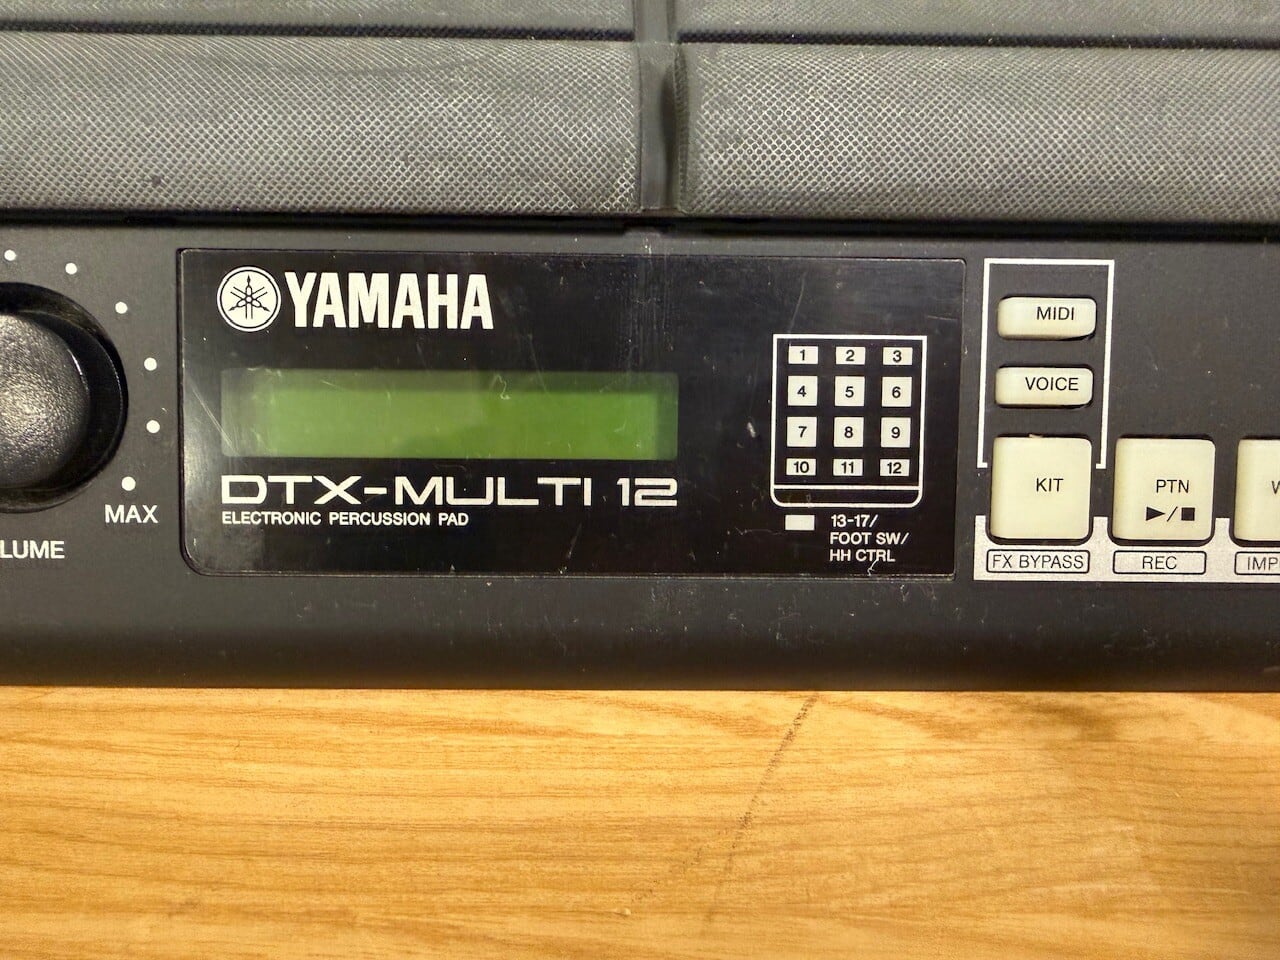 YAMAHA
DTX-MULTI 12
ELECTRONIC PERCUSSION PAD
MAX
LUME
1 2 3
4 5 6
7 8 9
10 11 12
13-17/
FOOT SW/
HH CTRL
MIDI
VOICE
KIT
PTN
►/■
W
FX BYPASS
REC
IMP